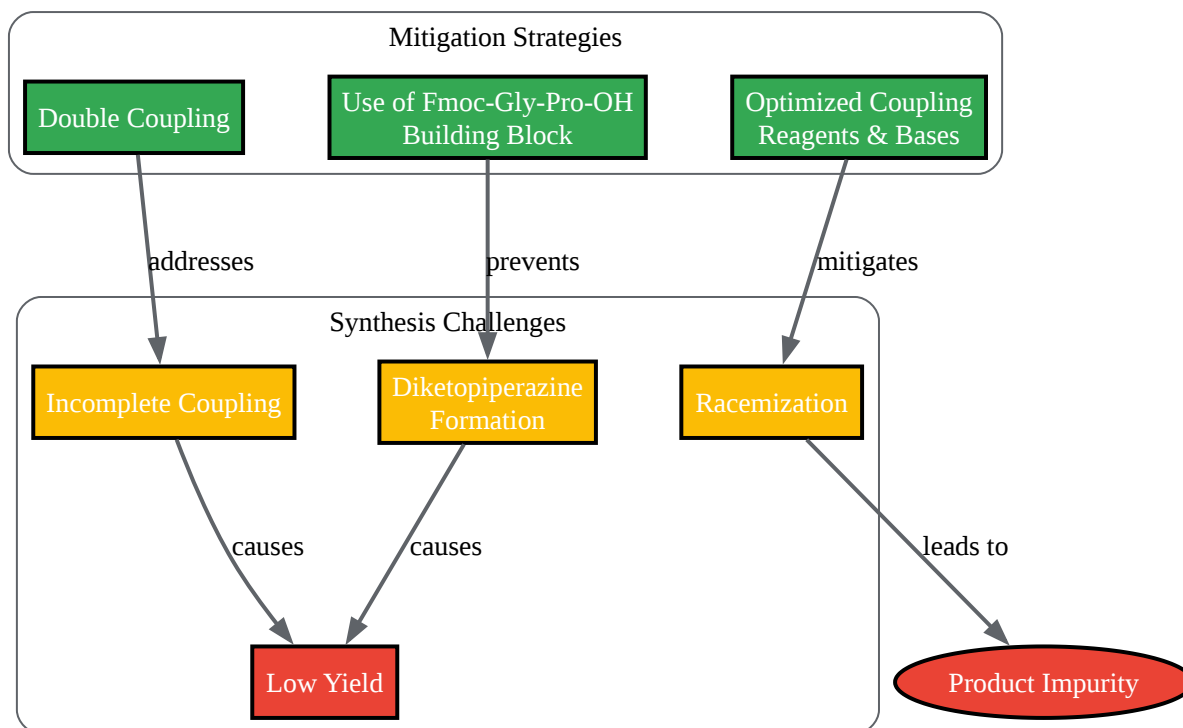 Mitigation Strategies
Double Coupling
Use of Fmoc-Gly-Pro-OH
Building Block
Optimized Coupling
Reagents & Bases
addresses
prevents
mitigates
Synthesis Challenges
Incomplete Coupling
Diketopiperazine
Formation
Racemization
causes
causes
leads to
Low Yield
Product Impurity